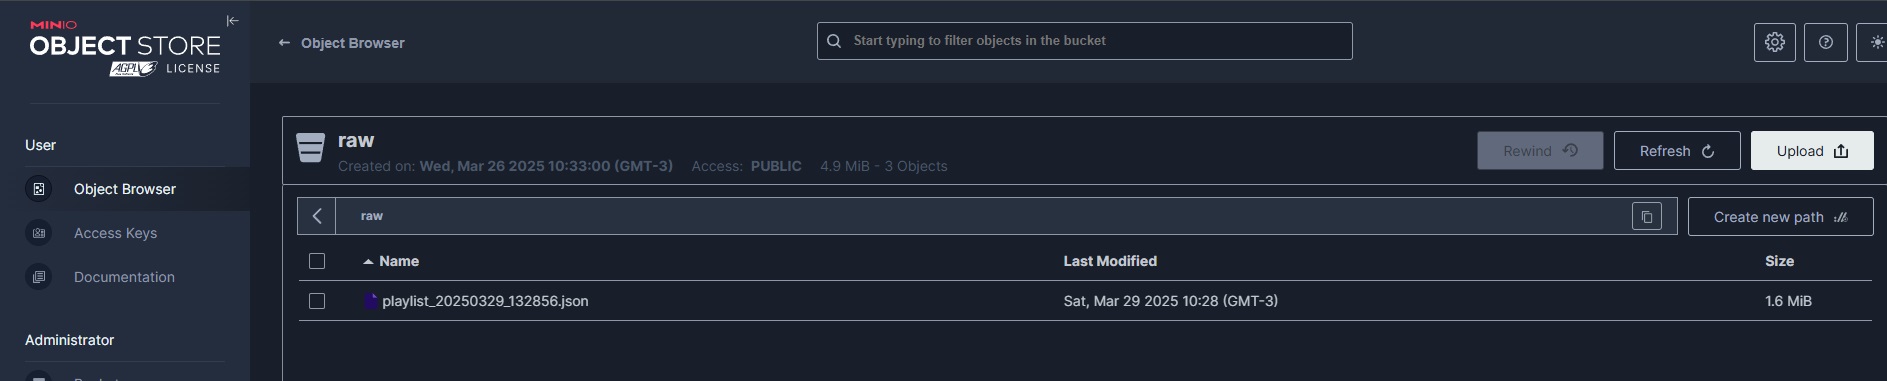 MINIO
OBJECT STORE
AGPLv3 LICENSE
← Object Browser
Start typing to filter objects in the bucket
User
Object Browser
Access Keys
Documentation
Administrator
raw
Created on: Wed, Mar 26 2025 10:33:00 (GMT-3) Access: PUBLIC 4.9 MiB - 3 Objects
Rewind
Refresh
Upload
raw
Create new path
Name Last Modified Size
playlist_20250329_132856.json Sat, Mar 29 2025 10:28 (GMT-3) 1.6 MiB